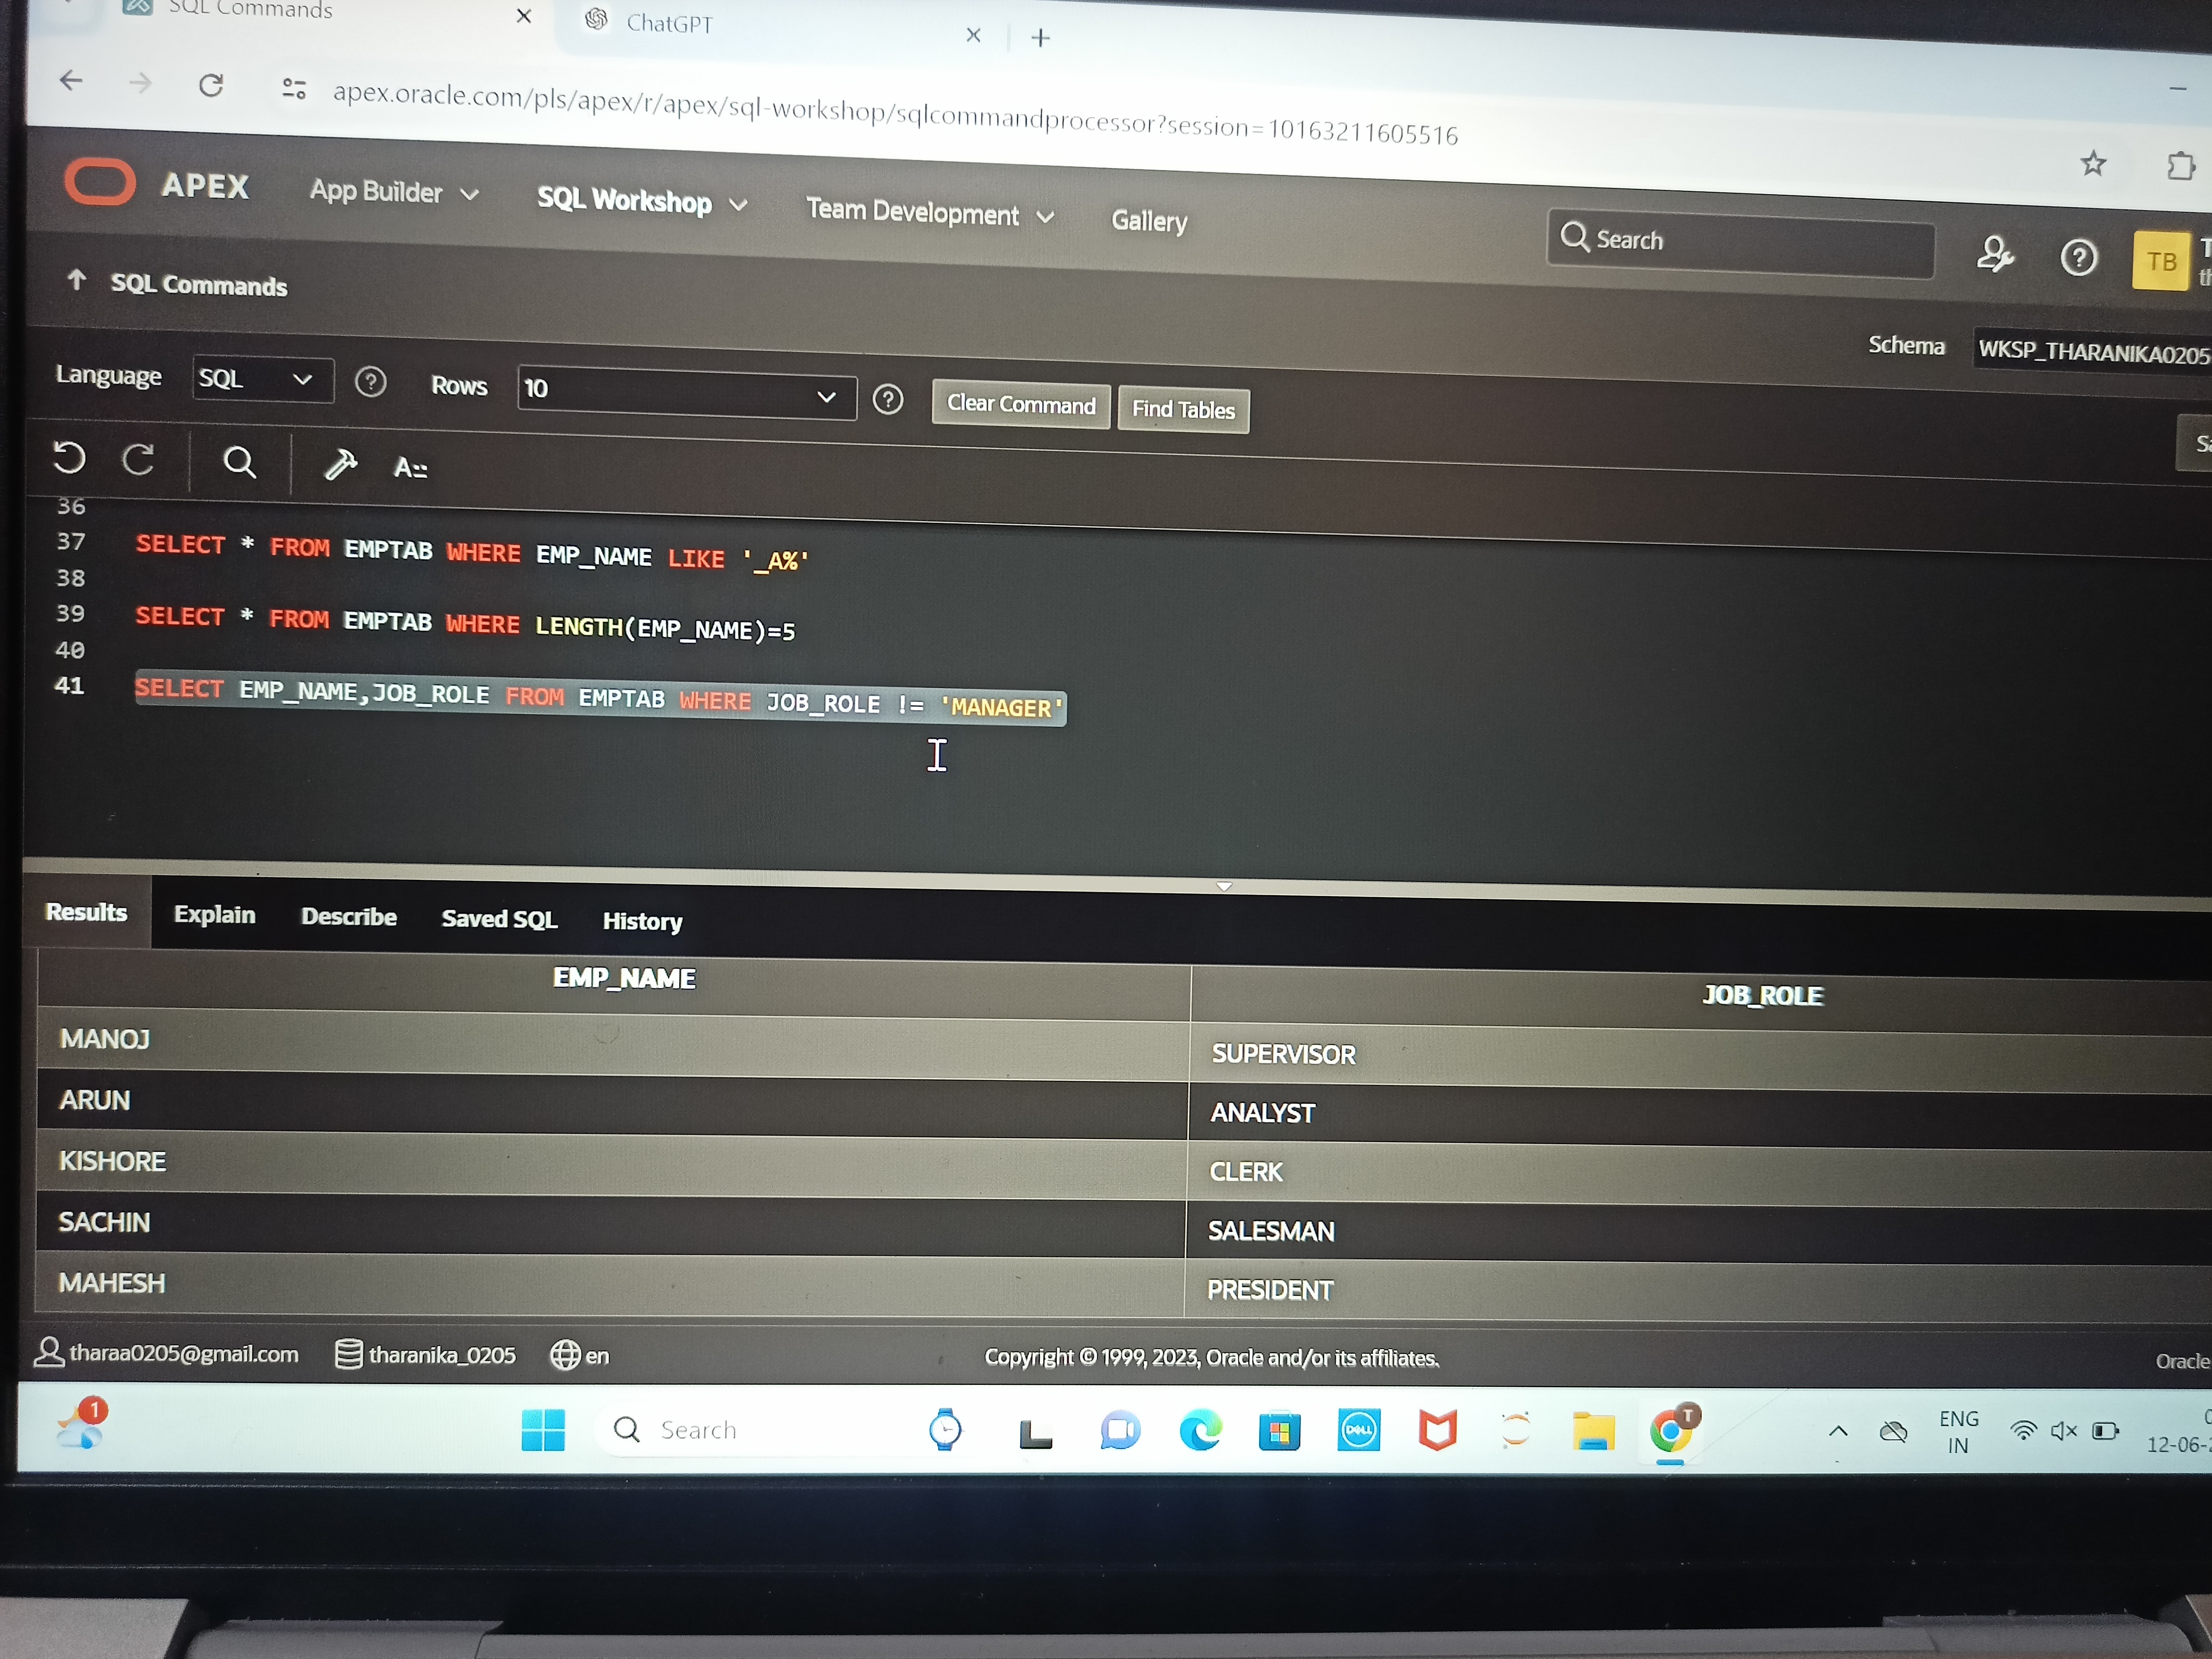 SQL Commands
ChatGPT
apex.oracle.com/pls/apex/r/apex/sql-workshop/sqlcommandprocessor?session=10163211605516
APEX App Builder SQL Workshop Team Development Gallery Search TB
SQL Commands
Schema WKSP_THARANIKA0205
Language SQL Rows 10 Clear Command Find Tables
A::
36
37 SELECT * FROM EMPTAB WHERE EMP_NAME LIKE '_A%'
38
39 SELECT * FROM EMPTAB WHERE LENGTH(EMP_NAME)=5
40
41 SELECT EMP_NAME,JOB_ROLE FROM EMPTAB WHERE JOB_ROLE != 'MANAGER'
Results Explain Describe Saved SQL History
EMP_NAME JOB_ROLE
MANOJ SUPERVISOR
ARUN ANALYST
KISHORE CLERK
SACHIN SALESMAN
MAHESH PRESIDENT
tharaa0205@gmail.com tharanika_0205 en Copyright © 1999, 2023, Oracle and/or its affiliates. Oracle
1 Search DELL T ENG
IN
12-06-